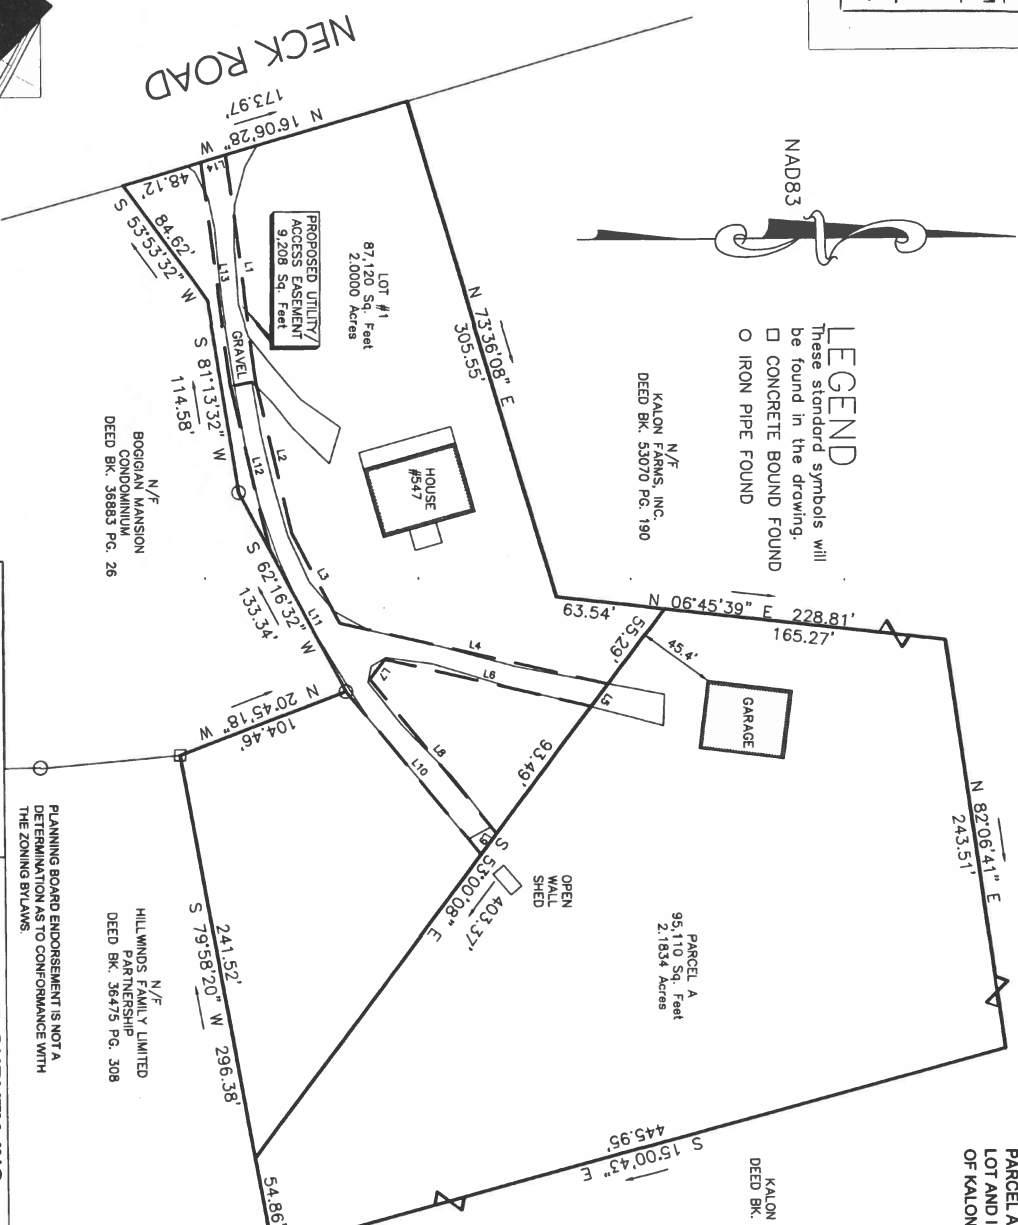 NECK ROAD
NAD83
LEGEND
These standard symbols will
be found in the drawing.
□ CONCRETE BOUND FOUND
○ IRON PIPE FOUND
N 16°06'28" W
173.97'
48.12'
S 53°53'32" W
84.62'
S 81°13'32" W
114.58'
S 62°16'32" W
133.34'
N 20°45'18" W
104.46'
N 73°36'08" E
305.55'
63.54'
N 06°45'39" E 228.81'
165.27'
N 82°06'41" E
243.51'
S 15°00'43" E
445.95'
55.29'
93.49'
S 53°00'08" E
403.37'
241.52'
S 79°58'20" W 296.38'
54.86'
45.4'
PROPOSED UTILITY/
ACCESS EASEMENT
9,208 Sq. Feet
LOT #1
87,120 Sq. Feet
2.0000 Acres
GRAVEL
HOUSE
#547
GARAGE
OPEN
WALL
SHED
PARCEL A
95,110 Sq. Feet
2.1834 Acres
L1
L2
L3
L4
L5
L6
L7
L8
L9
L10
L11
L12
L13
L14
N/F
KALON FARMS, INC.
DEED BK. 53070 PG. 190
N/F
BOGIGIAN MANSION
CONDOMINIUM
DEED BK. 36883 PG. 26
N/F
HILLWINDS FAMILY LIMITED
PARTNERSHIP
DEED BK. 36475 PG. 308
KALON
DEED BK.
PLANNING BOARD ENDORSEMENT IS NOT A
DETERMINATION AS TO CONFORMANCE WITH
THE ZONING BYLAWS.
PARCEL A
LOT AND
OF KALON